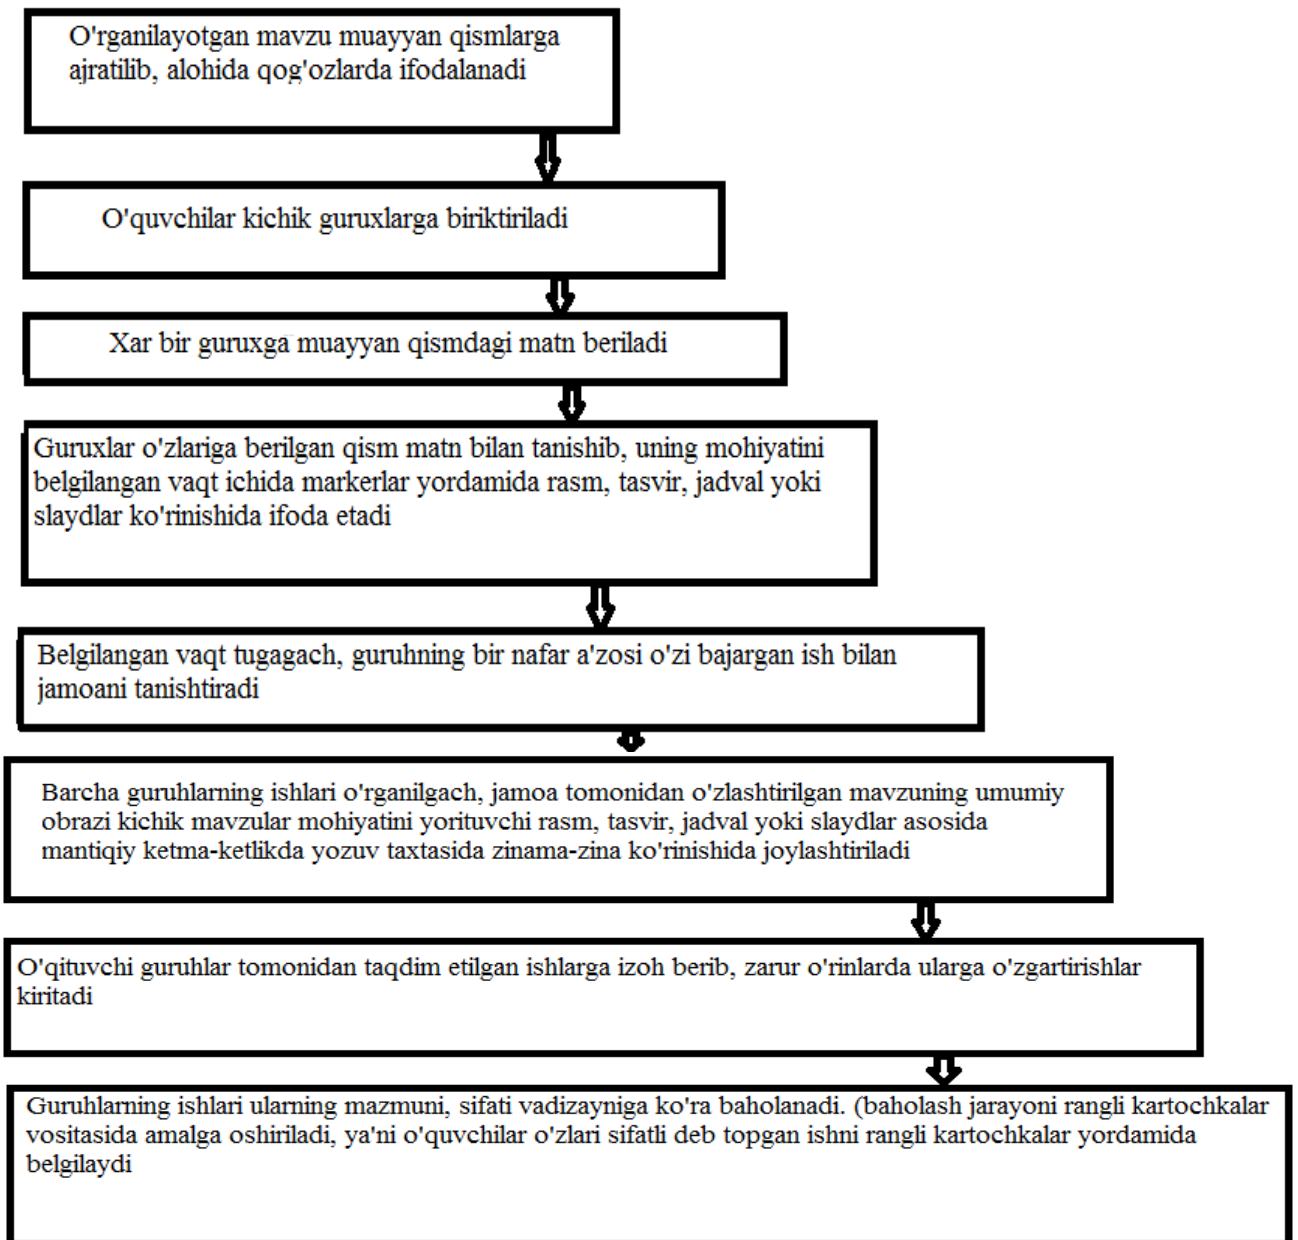 O'rganilayotgan mavzu muayyan qismlarga
ajratilib, alohida qog'ozlarda ifodalanadi
O'quvchilar kichik guruxlarga biriktiriladi
Xar bir guruxga muayyan qismdagi matn beriladi
Guruxlar o'zlariga berilgan qism matn bilan tanishib, uning mohiyatini
belgilangan vaqt ichida markerlar yordamida rasm, tasvir, jadval yoki
slaydlar ko'rinishida ifoda etadi
Belgilangan vaqt tugagach, guruhning bir nafar a'zosi o'zi bajargan ish bilan
jamoani tanishtiradi
Barcha guruhlarning ishlari o'rganilgach, jamoa tomonidan o'zlashtirilgan mavzuning umumiy
obrazi kichik mavzular mohiyatini yorituvchi rasm, tasvir, jadval yoki slaydlar asosida
mantiqiy ketma-ketlikda yozuv taxtasida zinama-zina ko'rinishida joylashtiriladi
O'qituvchi guruhlar tomonidan taqdim etilgan ishlarga izoh berib, zarur o'rinlarda ularga o'zgartirishlar
kiritadi
Guruhlarning ishlari ularning mazmuni, sifati vadizayniga ko'ra baholanadi. (baholash jarayoni rangli kartochkalar
vositasida amalga oshiriladi, ya'ni o'quvchilar o'zlari sifatli deb topgan ishni rangli kartochkalar yordamida
belgilaydi